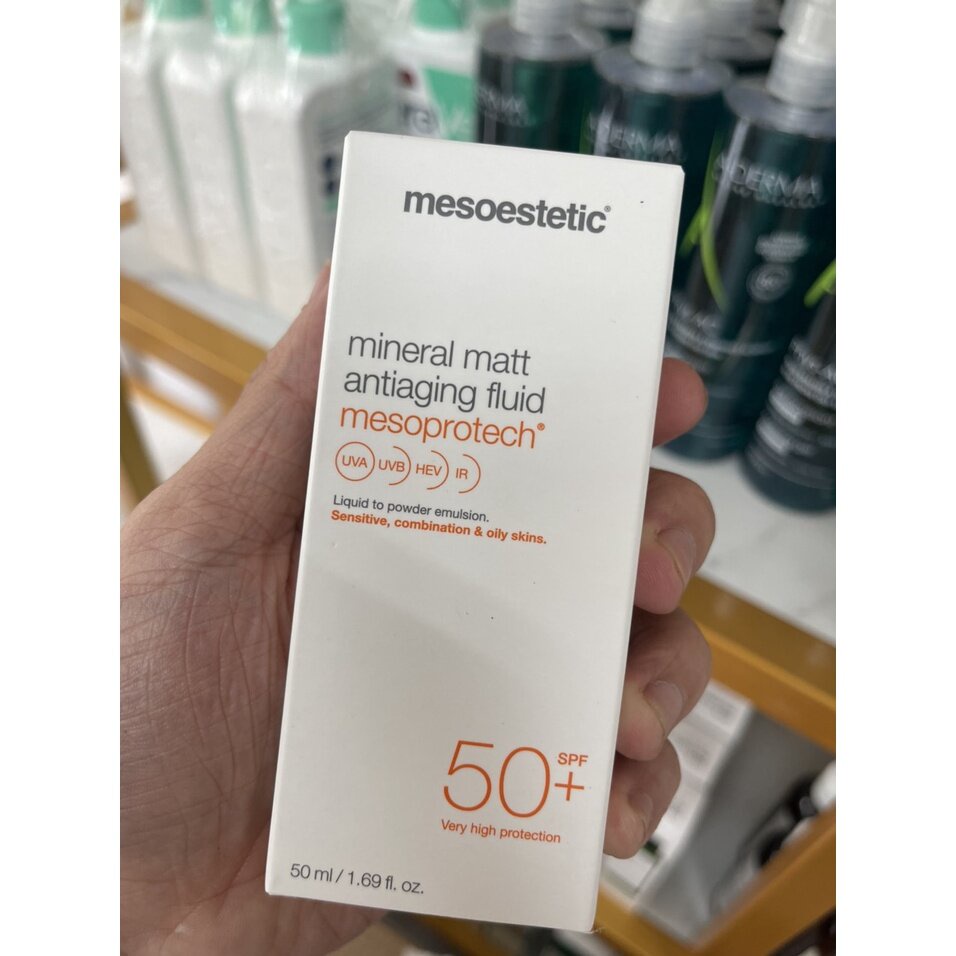 mesoestetic®
mineral matt
antiaging fluid
mesoprotech®
UVA UVB HEV IR
Liquid to powder emulsion.
Sensitive, combination & oily skins.
50+ SPF
Very high protection
50 ml / 1.69 fl. oz.
ADERMA